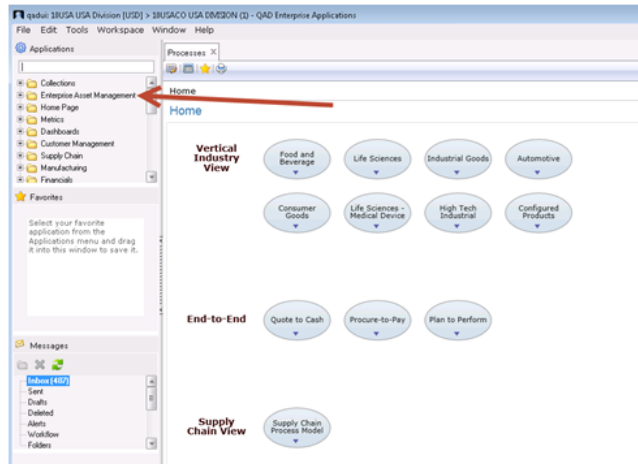 qadui: 18USA USA Division [USD] > 18USACO USA DIVISION (1) - QAD Enterprise Applications
File Edit Tools Workspace Window Help
Applications
Collections
Enterprise Asset Management
Home Page
Metrics
Dashboards
Customer Management
Supply Chain
Manufacturing
Financials
Favorites
Select your favorite
application from the
Applications menu and drag
it into this window to save it.
Messages
Inbox (487)
Sent
Drafts
Deleted
Alerts
Workflow
Folders
Processes X
Home
Home
Vertical
Industry
View
Food and
Beverage
Life Sciences
Industrial Goods
Automotive
Consumer
Goods
Life Sciences -
Medical Device
High Tech
Industrial
Configured
Products
End-to-End
Quote to Cash
Procure-to-Pay
Plan to Perform
Supply
Chain View
Supply Chain
Process Model